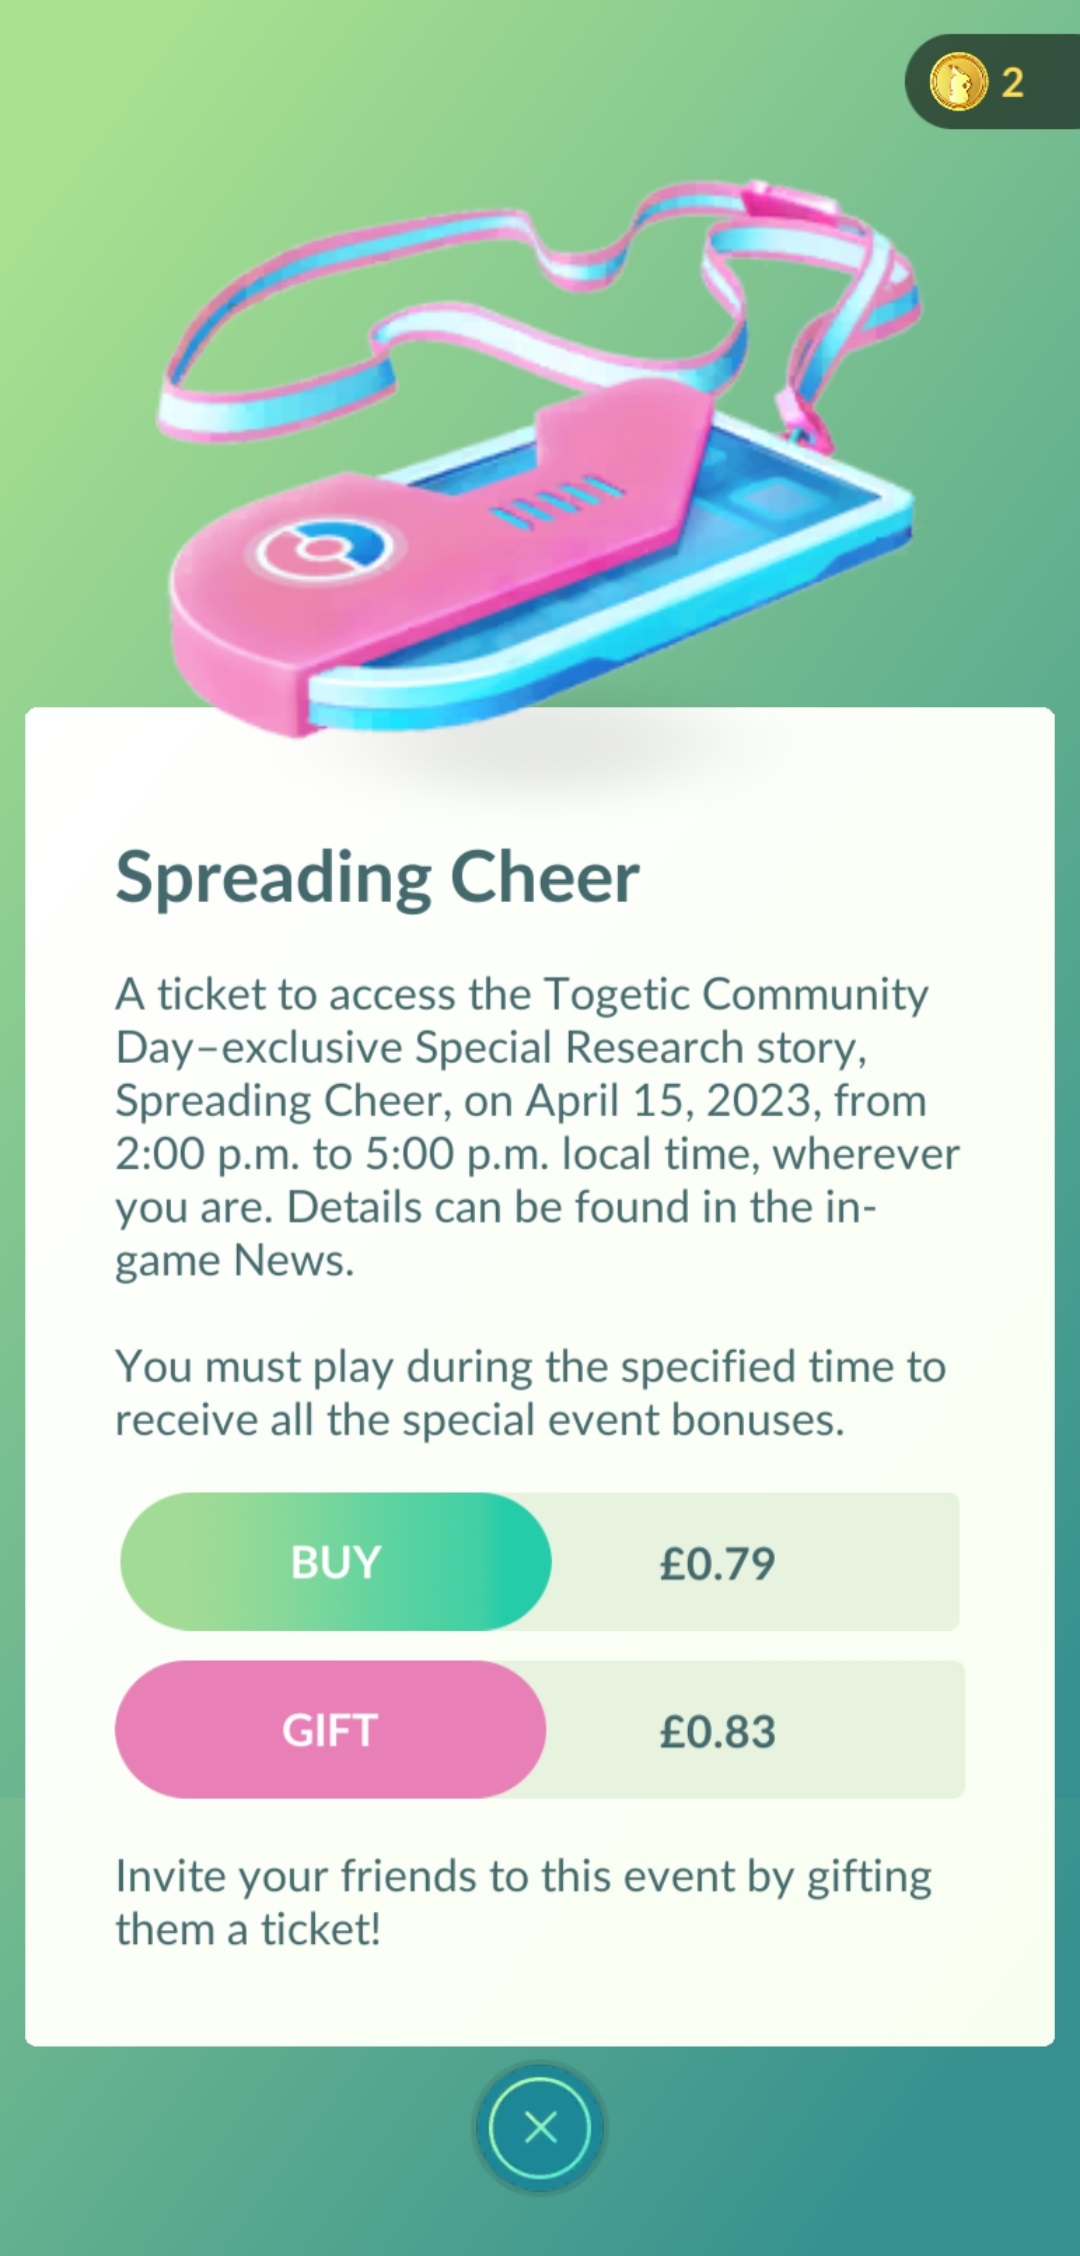 2
Spreading Cheer
A ticket to access the Togetic Community
Day–exclusive Special Research story,
Spreading Cheer, on April 15, 2023, from
2:00 p.m. to 5:00 p.m. local time, wherever
you are. Details can be found in the in-
game News.
You must play during the specified time to
receive all the special event bonuses.
BUY £0.79
GIFT £0.83
Invite your friends to this event by gifting
them a ticket!